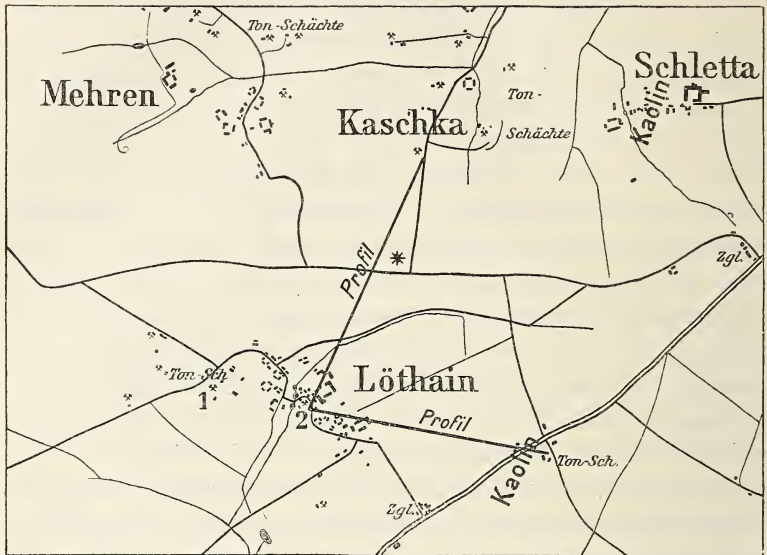 Ton-Schächte
Schletta
Mehren
Kaolin
Kaschka
Ton-
Schächte
Profil
Zgl.
Ton-Sch.
1
Löthain
2
Profil
Kaolin
Ton-Sch.
Zgl.